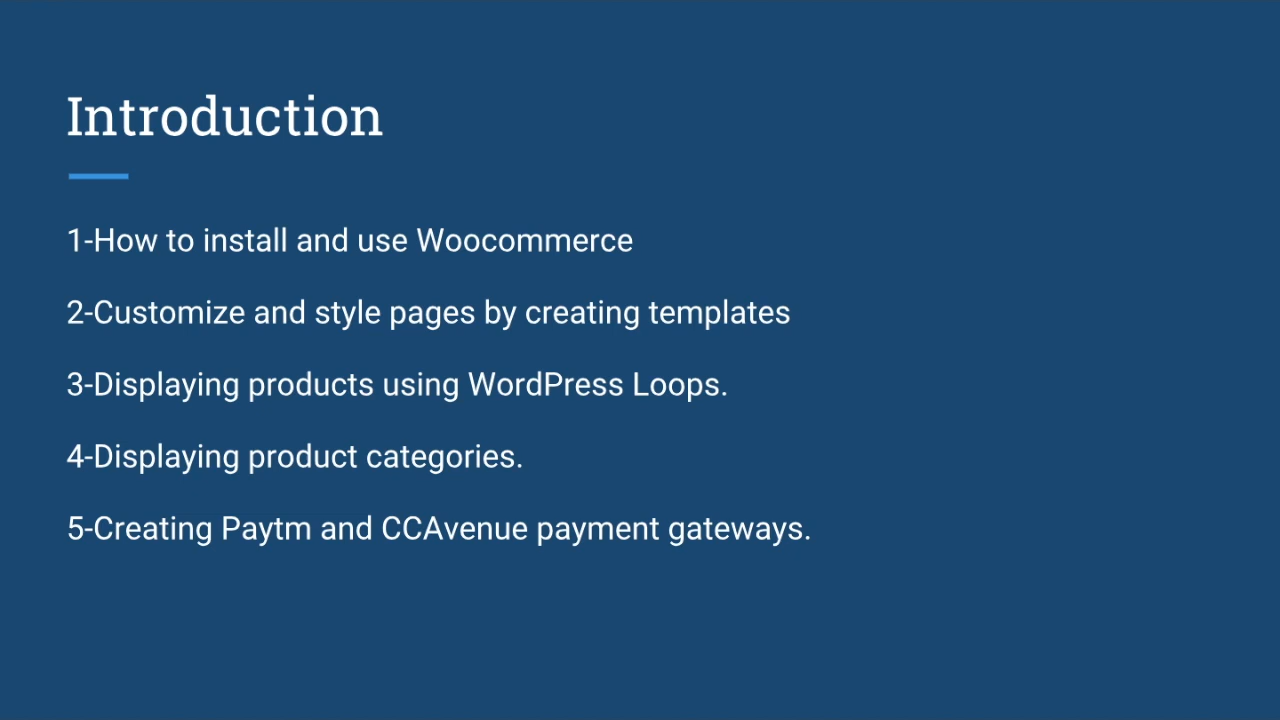 Introduction
1-How to install and use Woocommerce
2-Customize and style pages by creating templates
3-Displaying products using WordPress Loops.
4-Displaying product categories.
5-Creating Paytm and CCAvenue payment gateways.